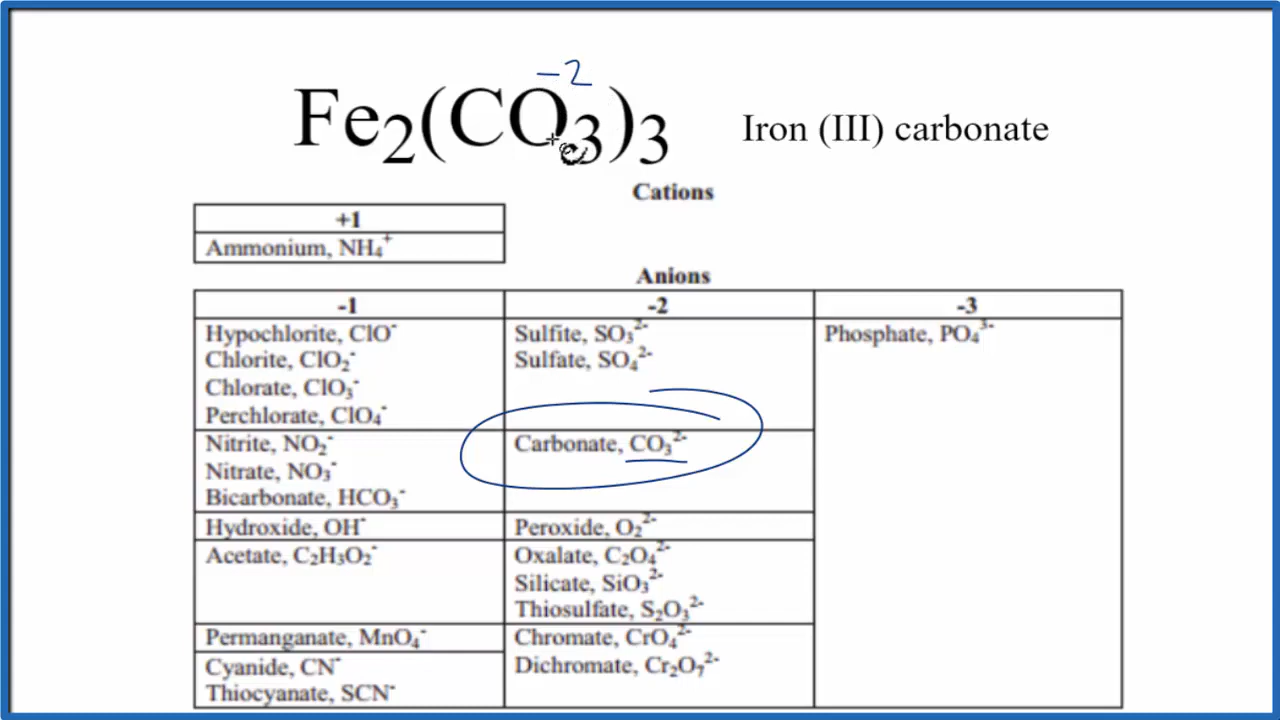 -2
Fe₂(CO₃)₃ Iron (III) carbonate
Cations
+1
Ammonium, NH₄⁺
Anions
-1 -2 -3
Hypochlorite, ClO⁻ Sulfite, SO₃²⁻ Phosphate, PO₄³⁻
Chlorite, ClO₂⁻ Sulfate, SO₄²⁻
Chlorate, ClO₃⁻
Perchlorate, ClO₄⁻
Nitrite, NO₂⁻ Carbonate, CO₃²⁻
Nitrate, NO₃⁻
Bicarbonate, HCO₃⁻
Hydroxide, OH⁻ Peroxide, O₂²⁻
Acetate, C₂H₃O₂⁻ Oxalate, C₂O₄²⁻
Silicate, SiO₃²⁻
Thiosulfate, S₂O₃²⁻
Permanganate, MnO₄⁻ Chromate, CrO₄²⁻
Cyanide, CN⁻ Dichromate, Cr₂O₇²⁻
Thiocyanate, SCN⁻